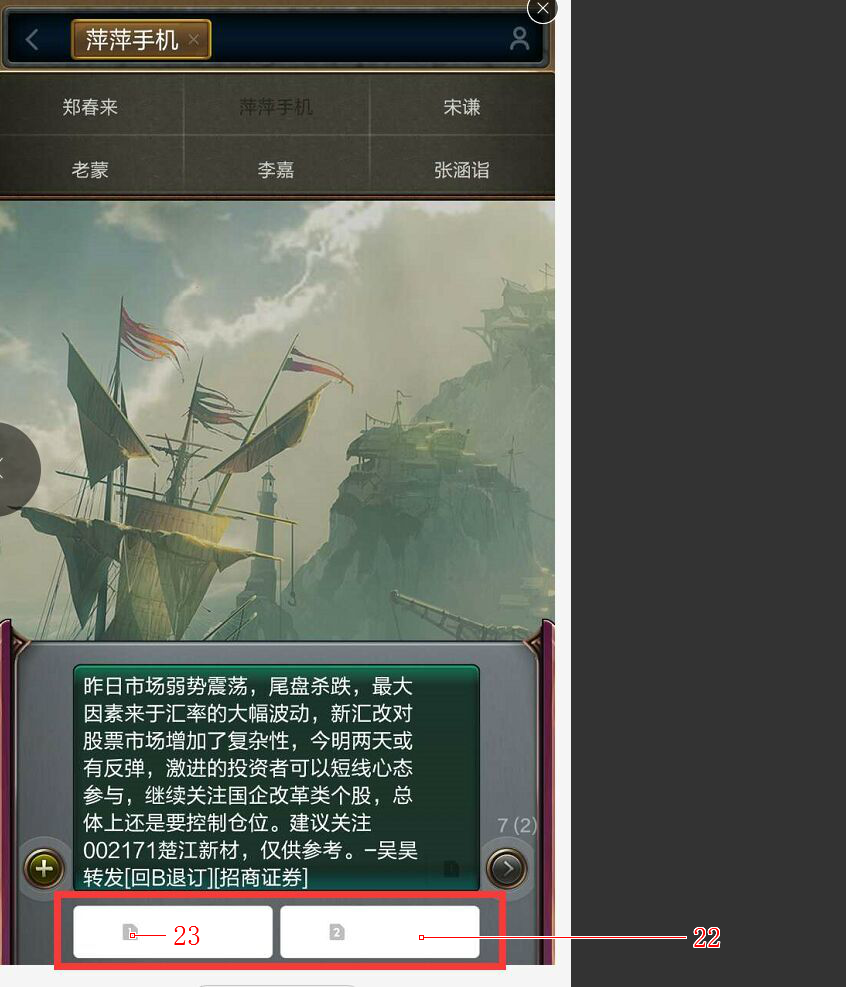 萍萍手机 ×
郑春来 萍萍手机 宋谦
老蒙 李嘉 张涵诣
昨日市场弱势震荡，尾盘杀跌，最大
因素来于汇率的大幅波动，新汇改对
股票市场增加了复杂性，今明两天或
有反弹，激进的投资者可以短线心态
参与，继续关注国企改革类个股，总
体上还是要控制仓位。建议关注
002171楚江新材，仅供参考。-吴昊
转发[回B退订][招商证券]
7 (2)
1 23 2 22